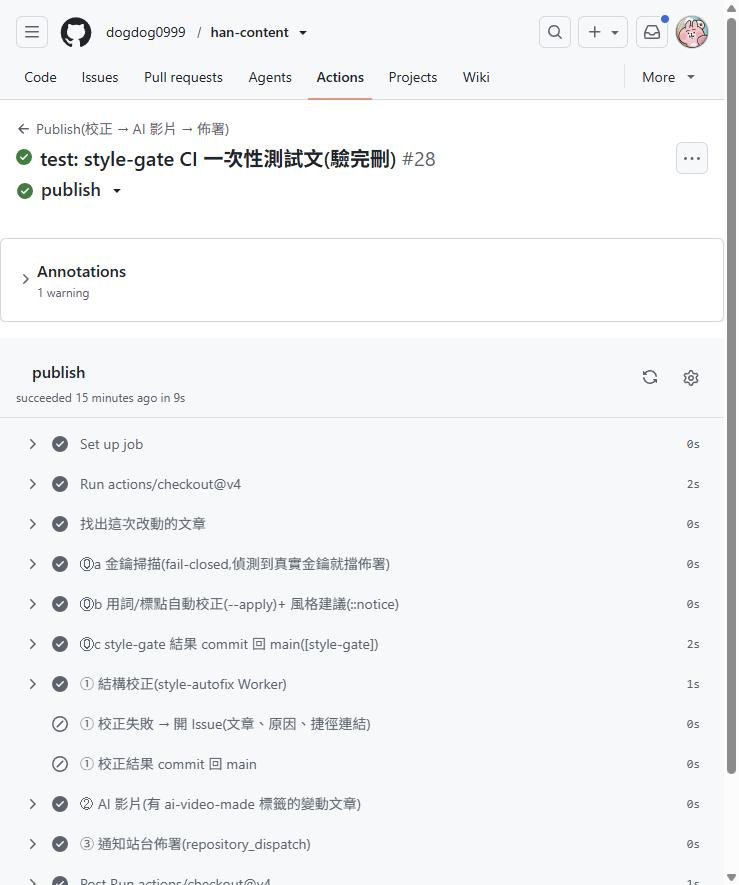 dogdog0999 / han-content
Code Issues Pull requests Agents Actions Projects Wiki More
← Publish(校正 → AI 影片 → 佈署)
test: style-gate CI 一次性測試文(驗完刪) #28
publish
Annotations
1 warning
publish
succeeded 15 minutes ago in 9s
Set up job 0s
Run actions/checkout@v4 2s
找出這次改動的文章 0s
⓪a 金鑰掃描(fail-closed,偵測到真實金鑰就擋佈署) 0s
⓪b 用詞/標點自動校正(--apply)+ 風格建議(::notice) 0s
⓪c style-gate 結果 commit 回 main([style-gate]) 2s
① 結構校正(style-autofix Worker) 1s
① 校正失敗 → 開 Issue(文章、原因、捷徑連結) 0s
① 校正結果 commit 回 main 0s
② AI 影片(有 ai-video-made 標籤的變動文章) 0s
③ 通知站台佈署(repository_dispatch) 0s
Post Run actions/checkout@v4 1s